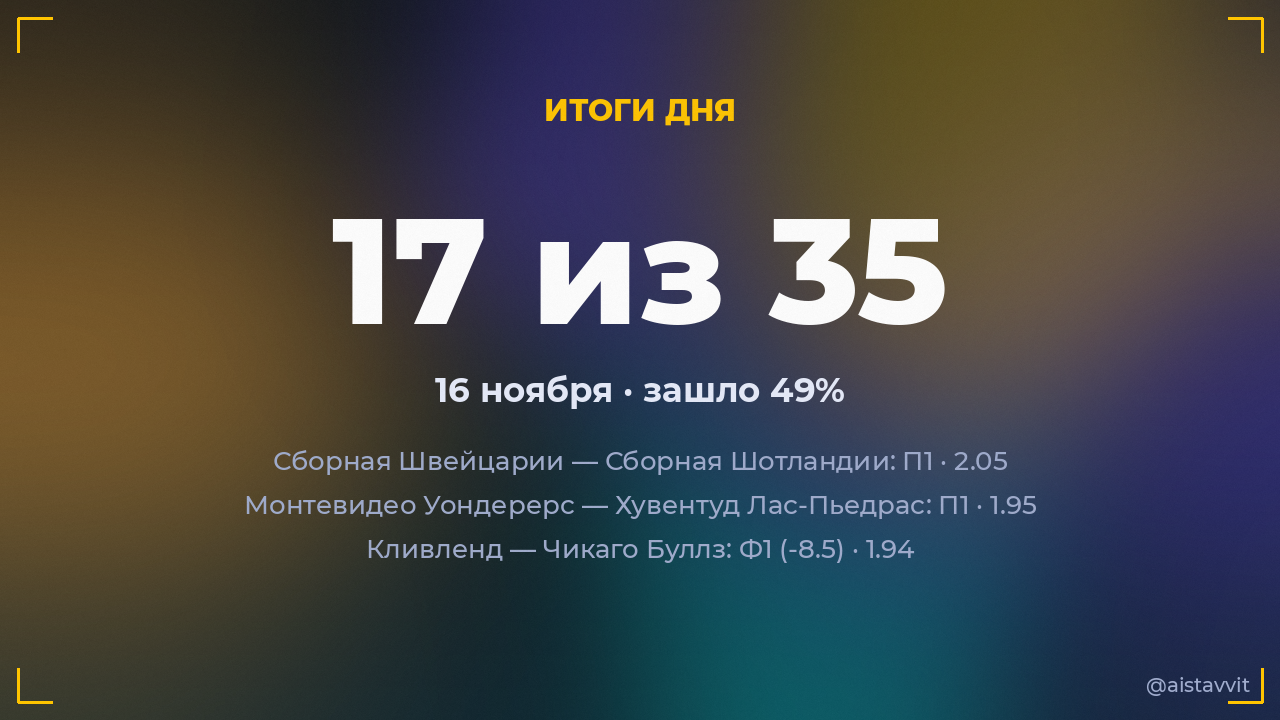 ИТОГИ ДНЯ
17 из 35
16 ноября · зашло 49%
Сборная Швейцарии — Сборная Шотландии: П1 · 2.05
Монтевидео Уондерерс — Хувентуд Лас-Пьедрас: П1 · 1.95
Кливленд — Чикаго Буллз: Ф1 (-8.5) · 1.94
@aistavvit